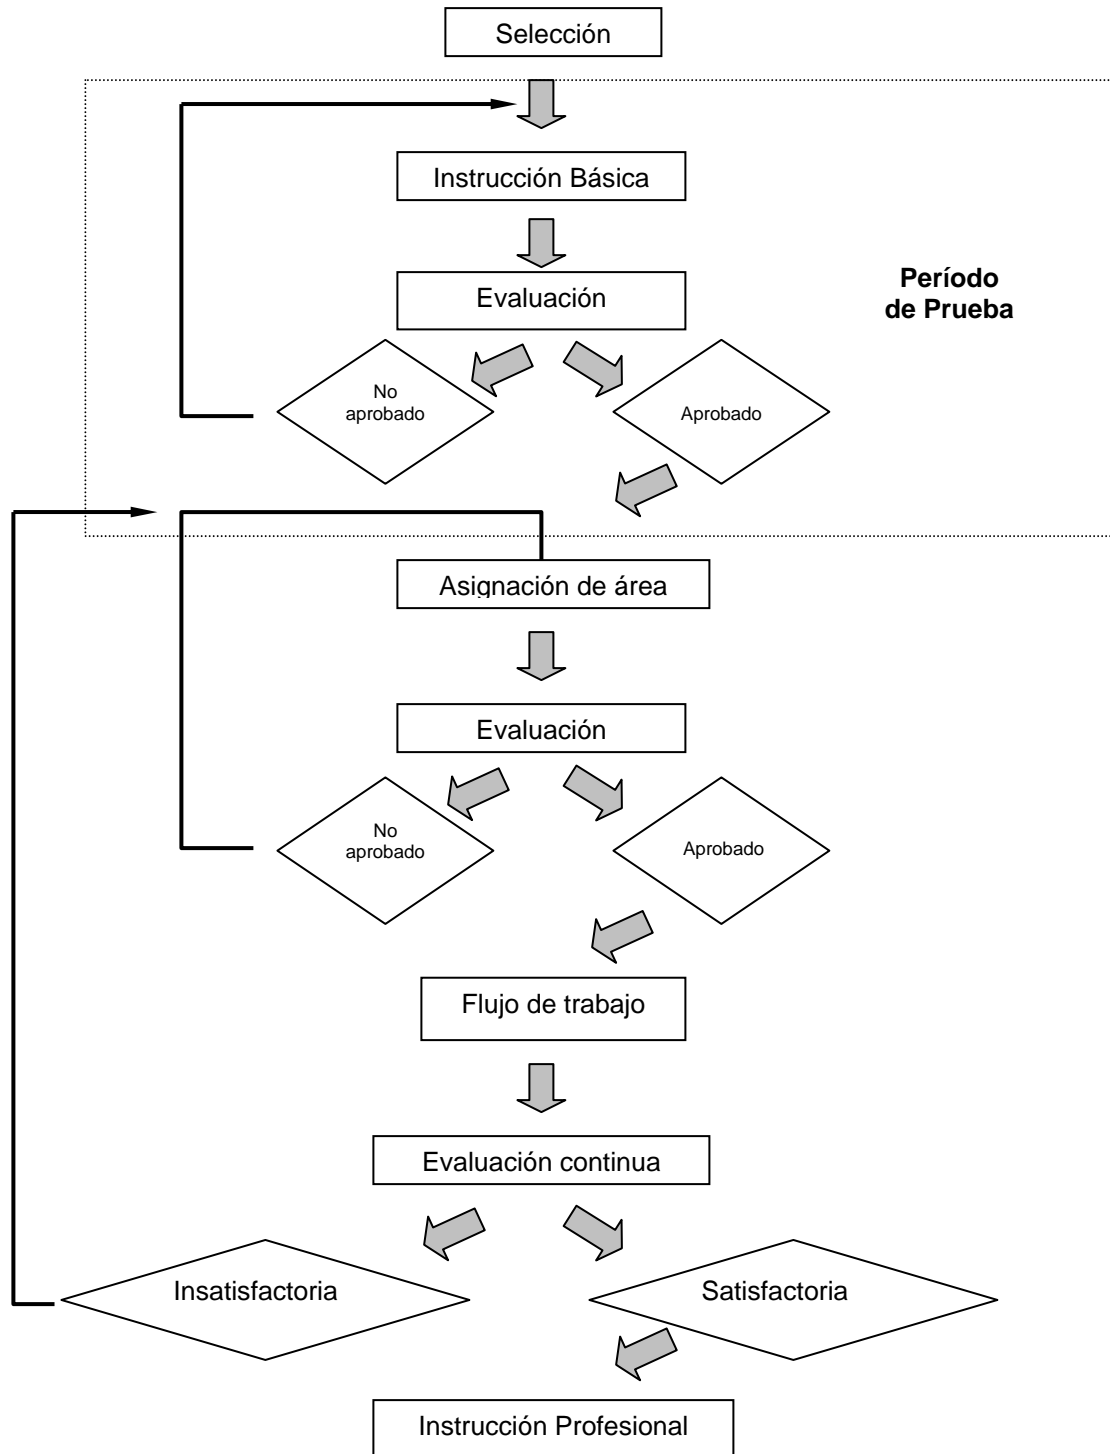 Selección
Instrucción Básica
Evaluación
Período
de Prueba
No
aprobado
Aprobado
Asignación de área
Evaluación
No
aprobado
Aprobado
Flujo de trabajo
Evaluación continua
Insatisfactoria
Satisfactoria
Instrucción Profesional